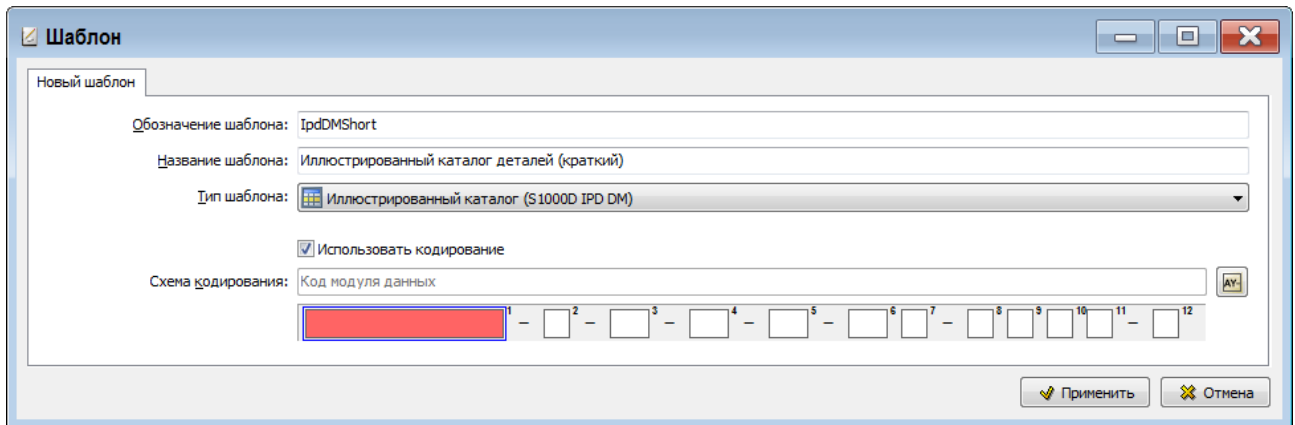 Шаблон
Новый шаблон
Обозначение шаблона: IpdDMShort
Название шаблона: Иллюстрированный каталог деталей (краткий)
Тип шаблона: Иллюстрированный каталог (S1000D IPD DM)
Использовать кодирование
Схема кодирования: Код модуля данных AY-
1 – 2 – 3 – 4 – 5 – 6 7 – 8 9 10 11 – 12
Применить Отмена